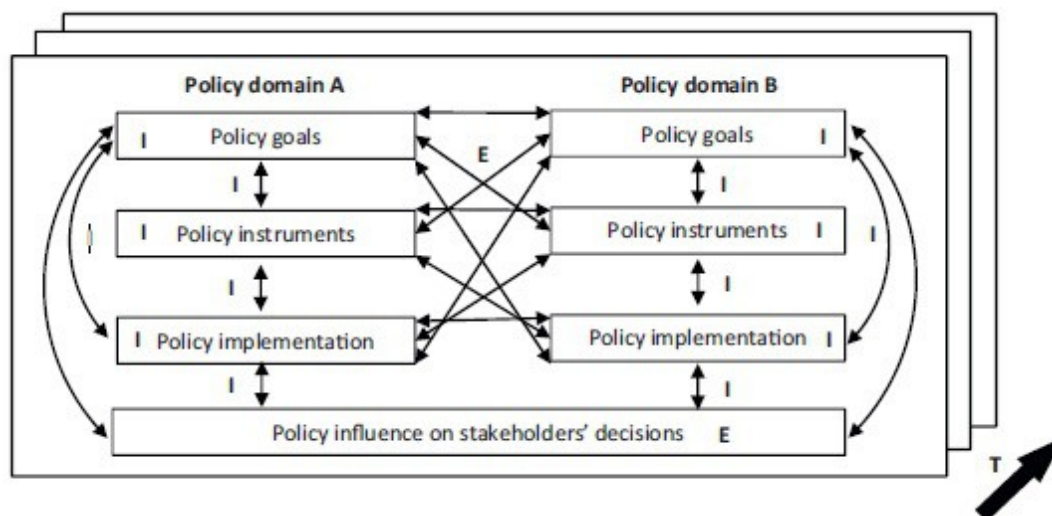 Policy domain A Policy domain B
I Policy goals Policy goals I
E
I I
I Policy instruments Policy instruments I
I I
I I
I Policy implementation Policy implementation I
I I
Policy influence on stakeholders' decisions E
T